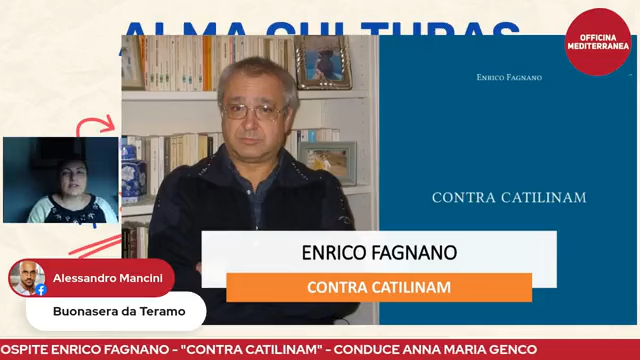 ALMA CULTURAS
OFFICINA
MEDITERRANEA
ENRICO FAGNANO
CONTRA CATILINAM
ENRICO FAGNANO
CONTRA CATILINAM
Alessandro Mancini
Buonasera da Teramo
OSPITE ENRICO FAGNANO - "CONTRA CATILINAM" - CONDUCE ANNA MARIA GENCO